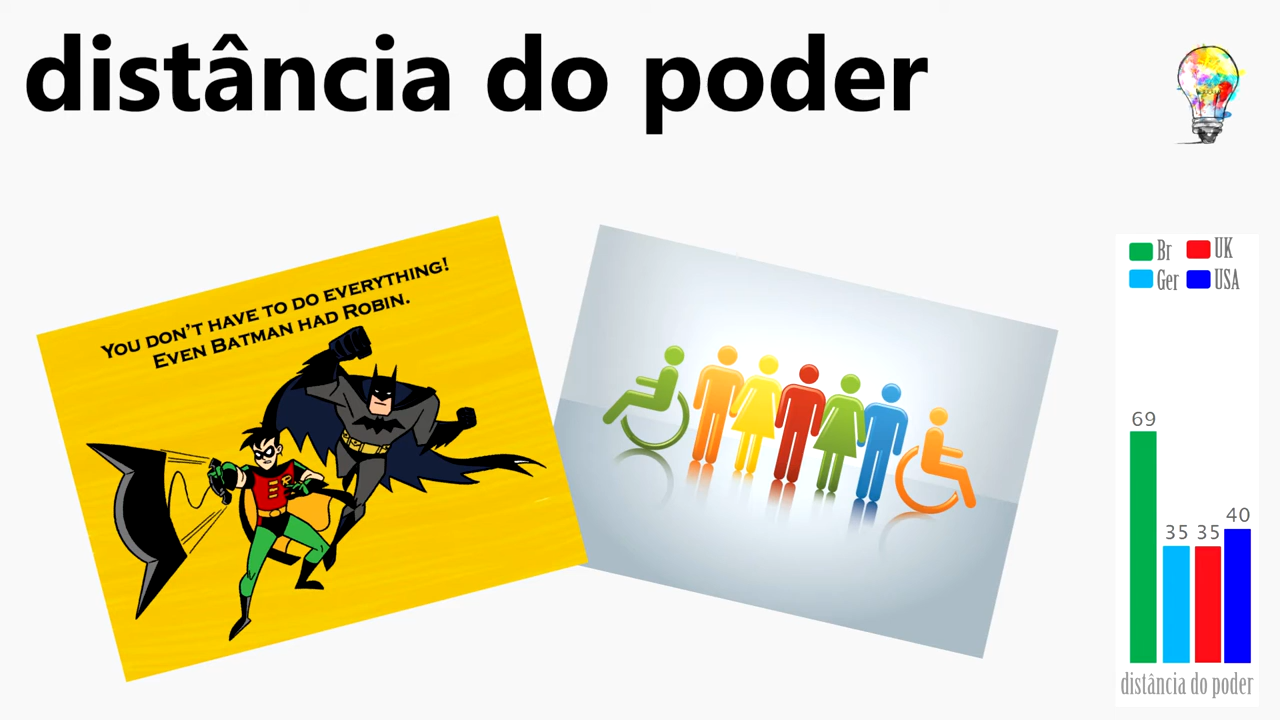 distância do poder
YOU DON'T HAVE TO DO EVERYTHING!
EVEN BATMAN HAD ROBIN.
R
Br UK
Ger USA
69
35 35 40
distância do poder